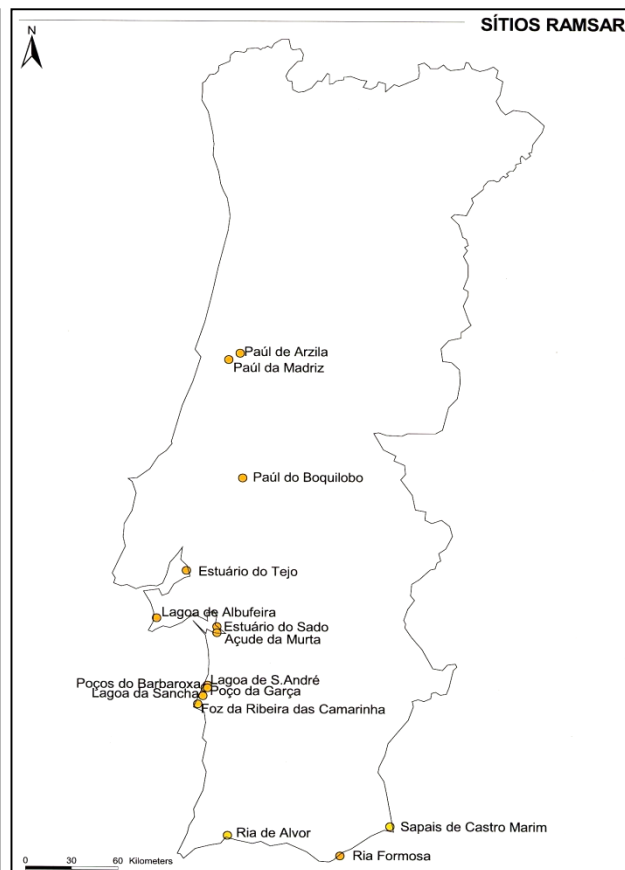 SÍTIOS RAMSAR
N
Paúl de Arzila
Paúl da Madriz
Paúl do Boquilobo
Estuário do Tejo
Lagoa de Albufeira
Estuário do Sado
Açude da Murta
Lagoa de S.André
Poços do Barbaroxa
Poço da Garça
Lagoa da Sancha
Foz da Ribeira das Camarinha
Ria de Alvor
Sapais de Castro Marim
Ria Formosa
0 30 60 Kilometers